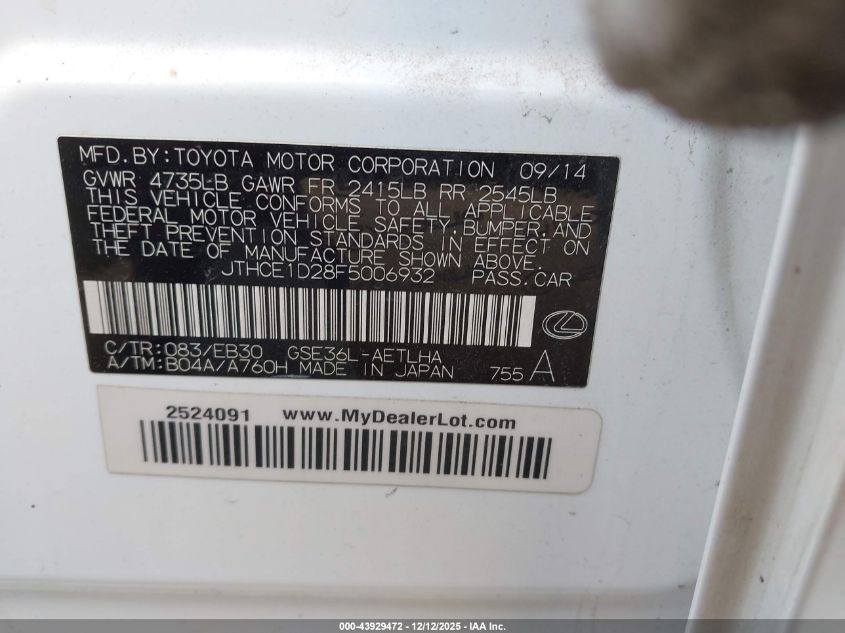 MFD.BY:TOYOTA MOTOR CORPORATION 09/14
GVWR 4735LB GAWR FR 2415LB RR 2545LB
THIS VEHICLE CONFORMS TO ALL APPLICABLE
FEDERAL MOTOR VEHICLE SAFETY,BUMPER,AND
THEFT PREVENTION STANDARDS IN EFFECT ON
THE DATE OF MANUFACTURE SHOWN ABOVE.
JTHCE1D28F5006932 PASS.CAR
C/TR:083/EB30 GSE36L-AETLHA
A/TM:B04A/A760H MADE IN JAPAN 755A
2524091 www.MyDealerLot.com
000-43929472 - 12/12/2025 - IAA Inc.